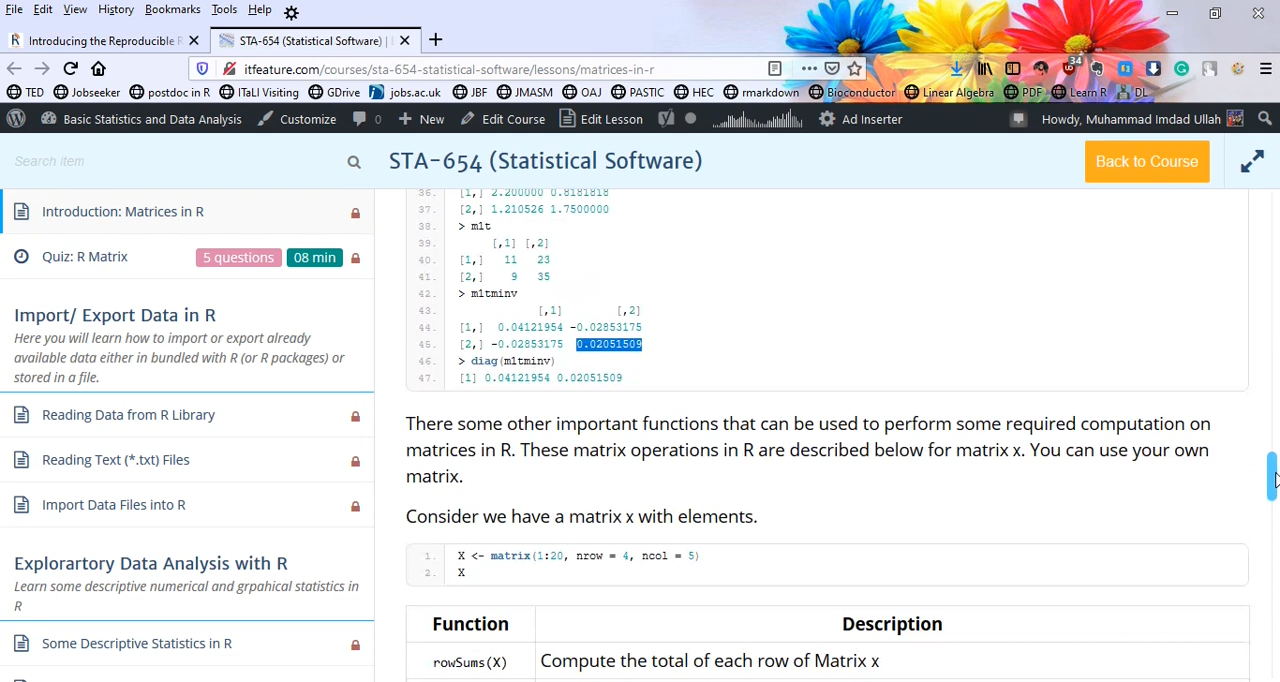 File Edit View History Bookmarks Tools Help
Introducing the Reproducible R STA-654 (Statistical Software) |
itfeature.com/courses/sta-654-statistical-software/lessons/matrices-in-r
34
TED Jobseeker postdoc in R ITaLI Visiting GDrive jobs.ac.uk JBF JMASM OAJ PASTIC HEC rmarkdown Bioconductor Linear Algebra PDF Learn R DL
Basic Statistics and Data Analysis Customize 0 New Edit Course Edit Lesson Ad Inserter Howdy, Muhammad Imdad Ullah
Search item
STA-654 (Statistical Software)
Back to Course
Introduction: Matrices in R
Quiz: R Matrix 5 questions 08 min
Import/ Export Data in R
Here you will learn how to import or export already
available data either in bundled with R (or R packages) or
stored in a file.
Reading Data from R Library
Reading Text (*.txt) Files
Import Data Files into R
Explorartory Data Analysis with R
Learn some descriptive numerical and grpahical statistics in
R
Some Descriptive Statistics in R
36. [1,] 2.200000 0.8181818
37. [2,] 1.210526 1.7500000
38. > mlt
39. [,1] [,2]
40. [1,] 11 23
41. [2,] 9 35
42. > mltminv
43. [,1] [,2]
44. [1,] 0.04121954 -0.02853175
45. [2,] -0.02853175 0.02051509
46. > diag(mltminv)
47. [1] 0.04121954 0.02051509
There some other important functions that can be used to perform some required computation on
matrices in R. These matrix operations in R are described below for matrix x. You can use your own
matrix.
Consider we have a matrix x with elements.
1. X <- matrix(1:20, nrow = 4, ncol = 5)
2. X
Function Description
rowSums(X) Compute the total of each row of Matrix x